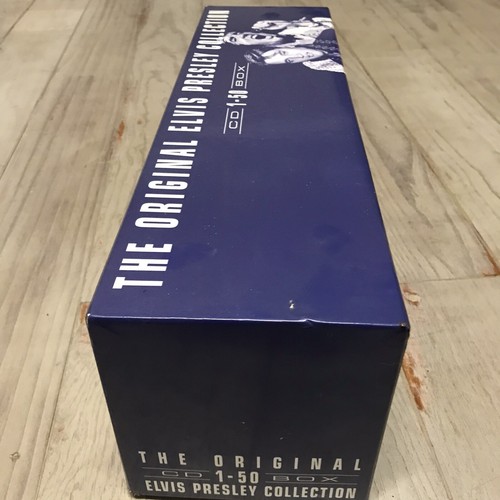 THE ORIGINAL ELVIS PRESLEY COLLECTION
CD 1-50 BOX
THE ORIGINAL
CD 1-50 BOX
ELVIS PRESLEY COLLECTION